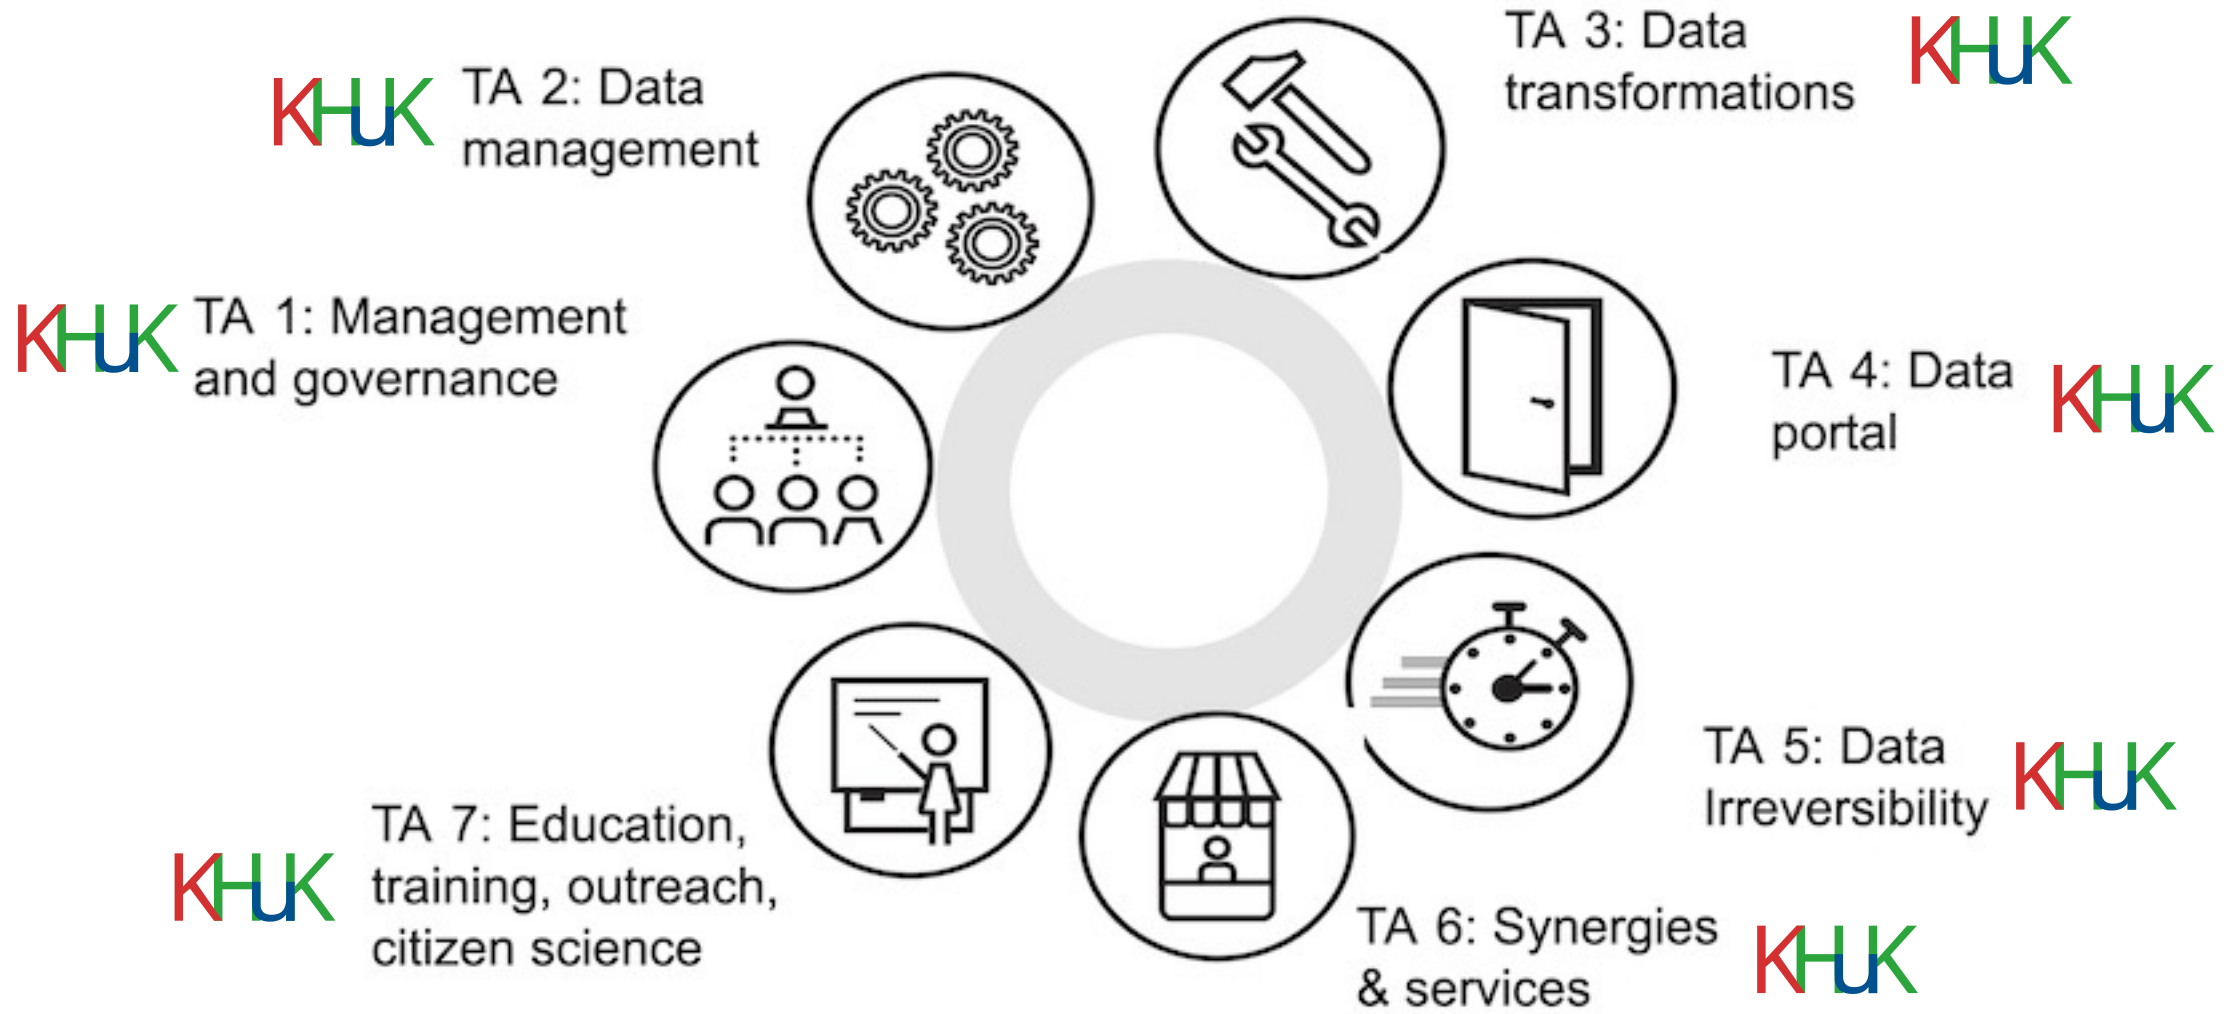 KHuK
TA 1: Management
and governance
KHuK
TA 2: Data
management
TA 3: Data
transformations
KHuK
TA 4: Data
portal
KHuK
TA 5: Data
Irreversibility
KHuK
TA 6: Synergies
& services
KHuK
TA 7: Education,
training, outreach,
citizen science
KHuK